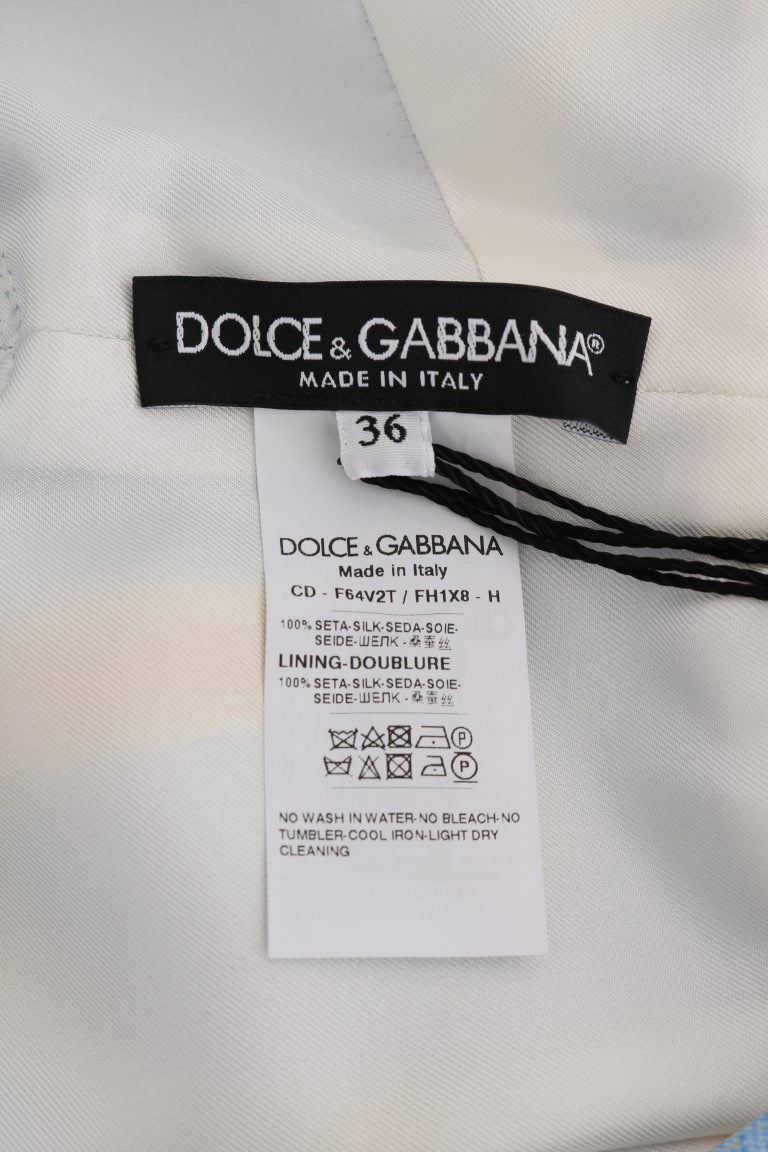 DOLCE & GABBANA®
MADE IN ITALY
36
DOLCE & GABBANA
Made in Italy
CD - F64V2T / FH1X8 - H
100% SETA-SILK-SEDA-SOIE-
SEIDE-ШЕЛК - 桑蚕丝
LINING-DOUBLURE
100% SETA-SILK-SEDA-SOIE-
SEIDE-ШЕЛК - 桑蚕丝
NO WASH IN WATER-NO BLEACH-NO
TUMBLER-COOL IRON-LIGHT DRY
CLEANING